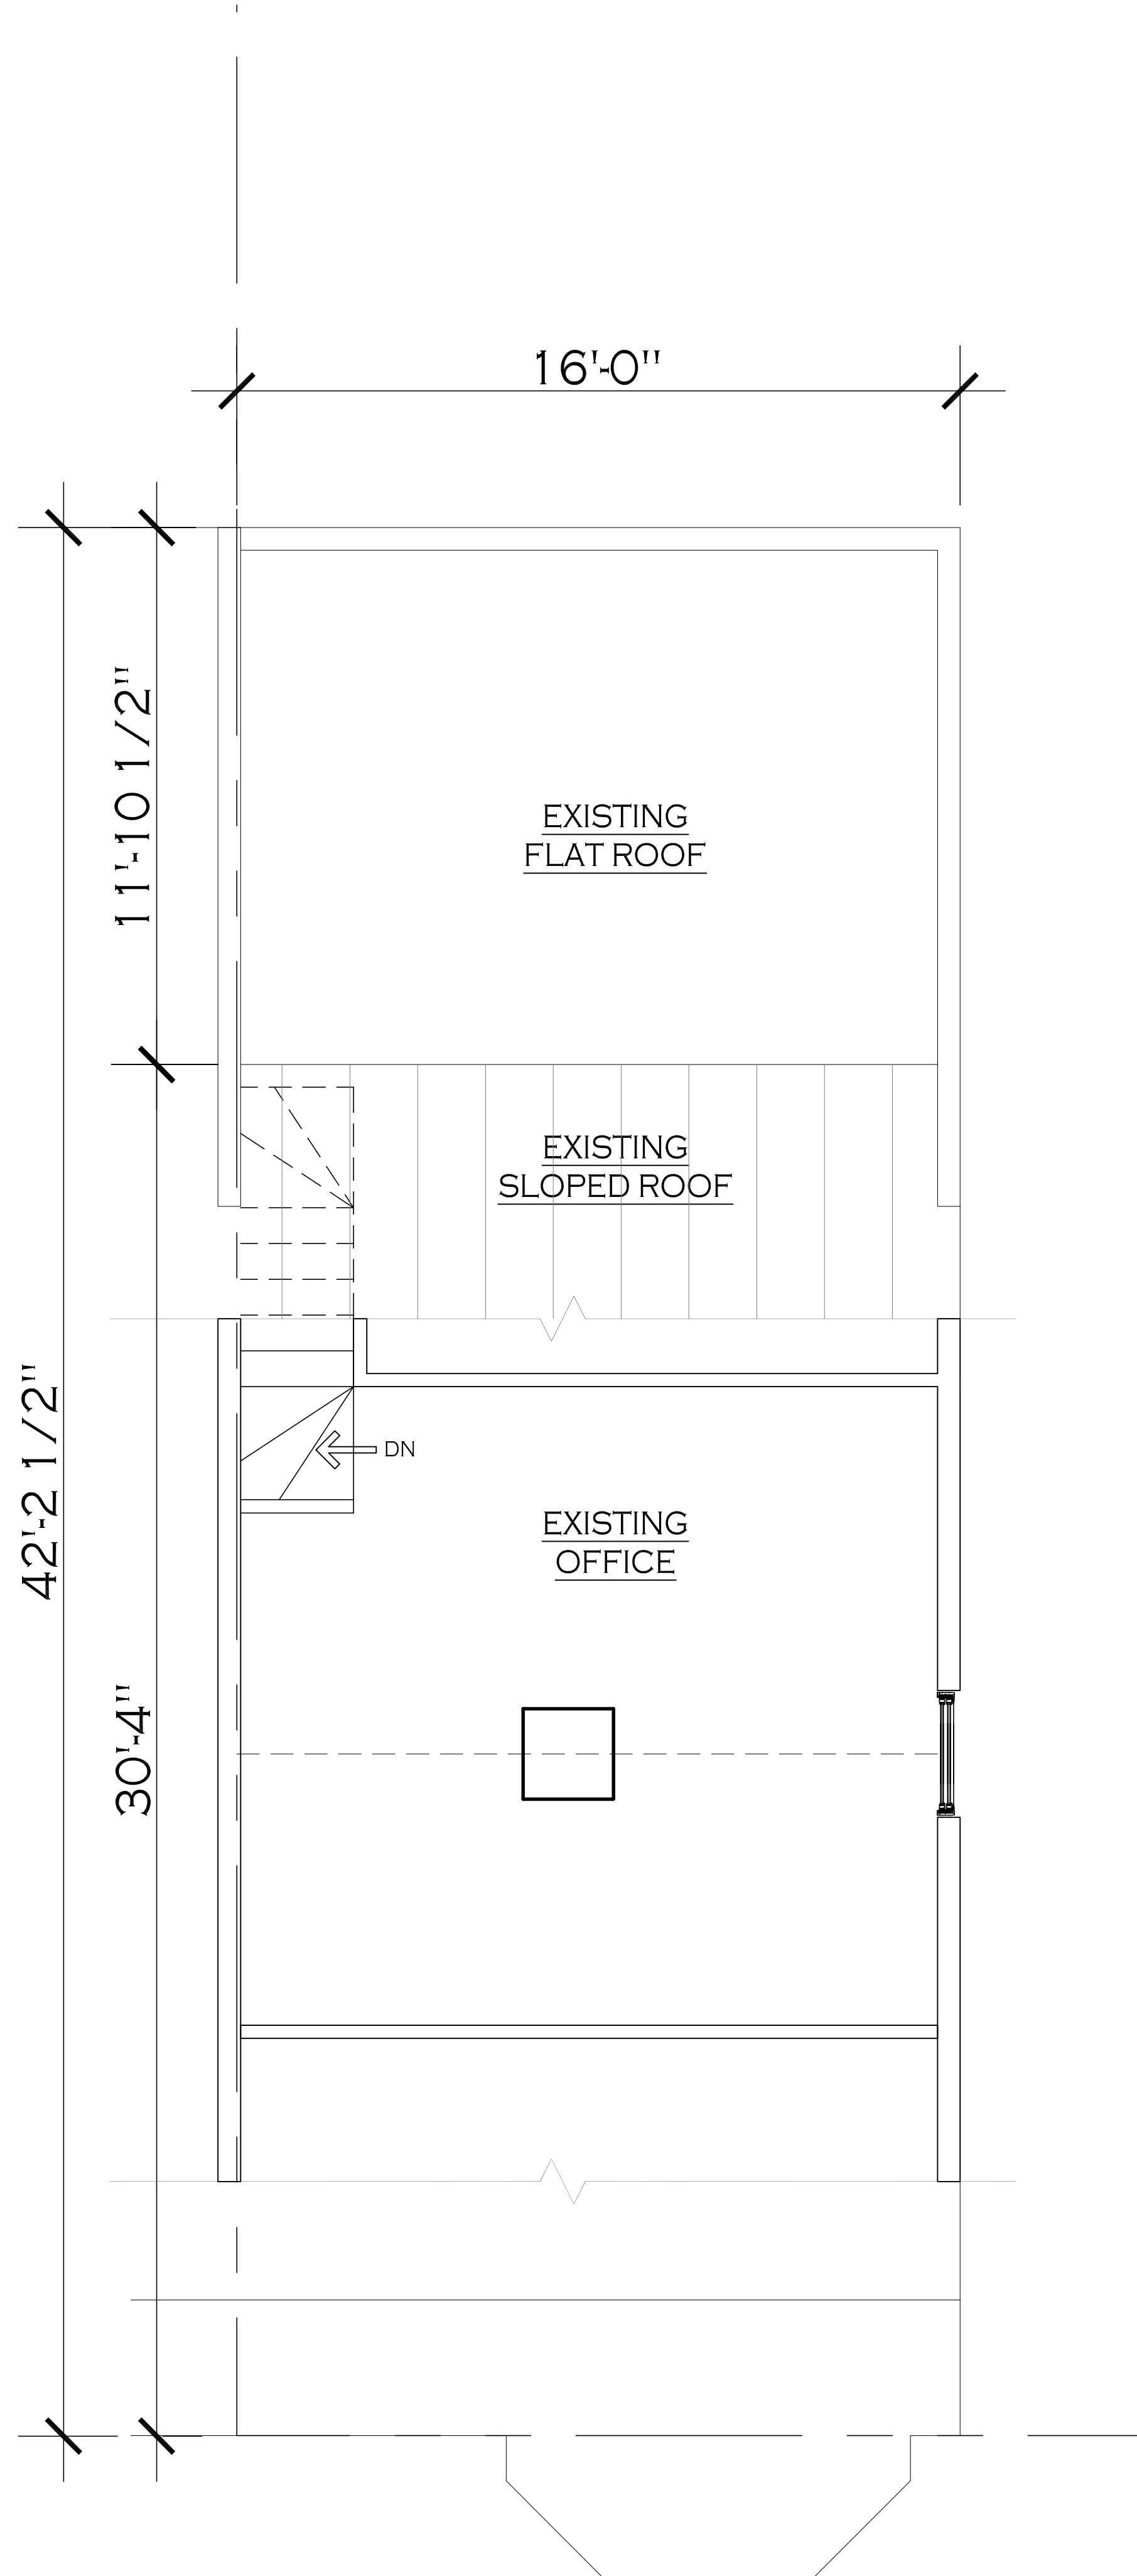 16'-0"
11'-10 1/2"
EXISTING
FLAT ROOF
EXISTING
SLOPED ROOF
42'-2 1/2"
DN
EXISTING
OFFICE
30'-4"